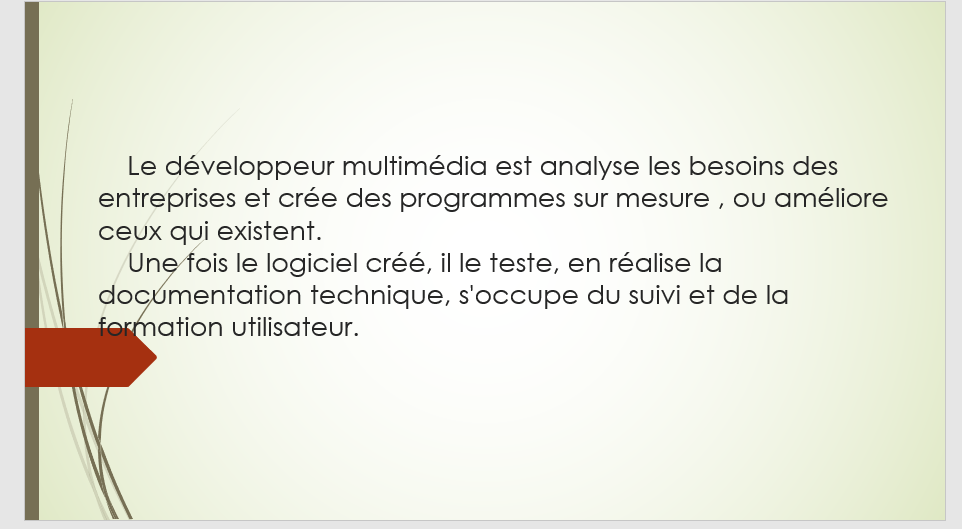 Le développeur multimédia est analyse les besoins des
entreprises et crée des programmes sur mesure , ou améliore
ceux qui existent.
Une fois le logiciel créé, il le teste, en réalise la
documentation technique, s'occupe du suivi et de la
formation utilisateur.